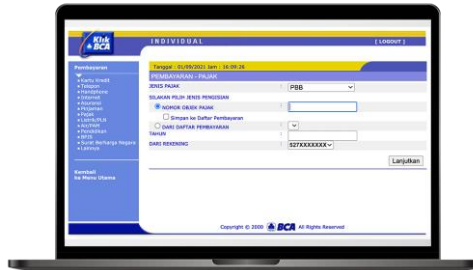 Klik
BCA
INDIVIDUAL
[ LOGOUT ]
Pembayaran
Kartu Kredit
Telepon
Handphone
Internet
Asuransi
Pinjaman
Pajak
Listrik/PLN
Air/PAM
Pendidikan
BPJS
Surat Berharga Negara
Lainnya
Kembali
ke Menu Utama
Tanggal : 01/09/2021 Jam : 16:09:26
PEMBAYARAN - PAJAK
JENIS PAJAK : PBB
SILAKAN PILIH JENIS PENGISIAN
NOMOR OBJEK PAJAK :
Simpan ke Daftar Pembayaran
DARI DAFTAR PEMBAYARAN :
TAHUN :
DARI REKENING : 527XXXXXXX
Lanjutkan
Copyright © 2000 BCA All Rights Reserved